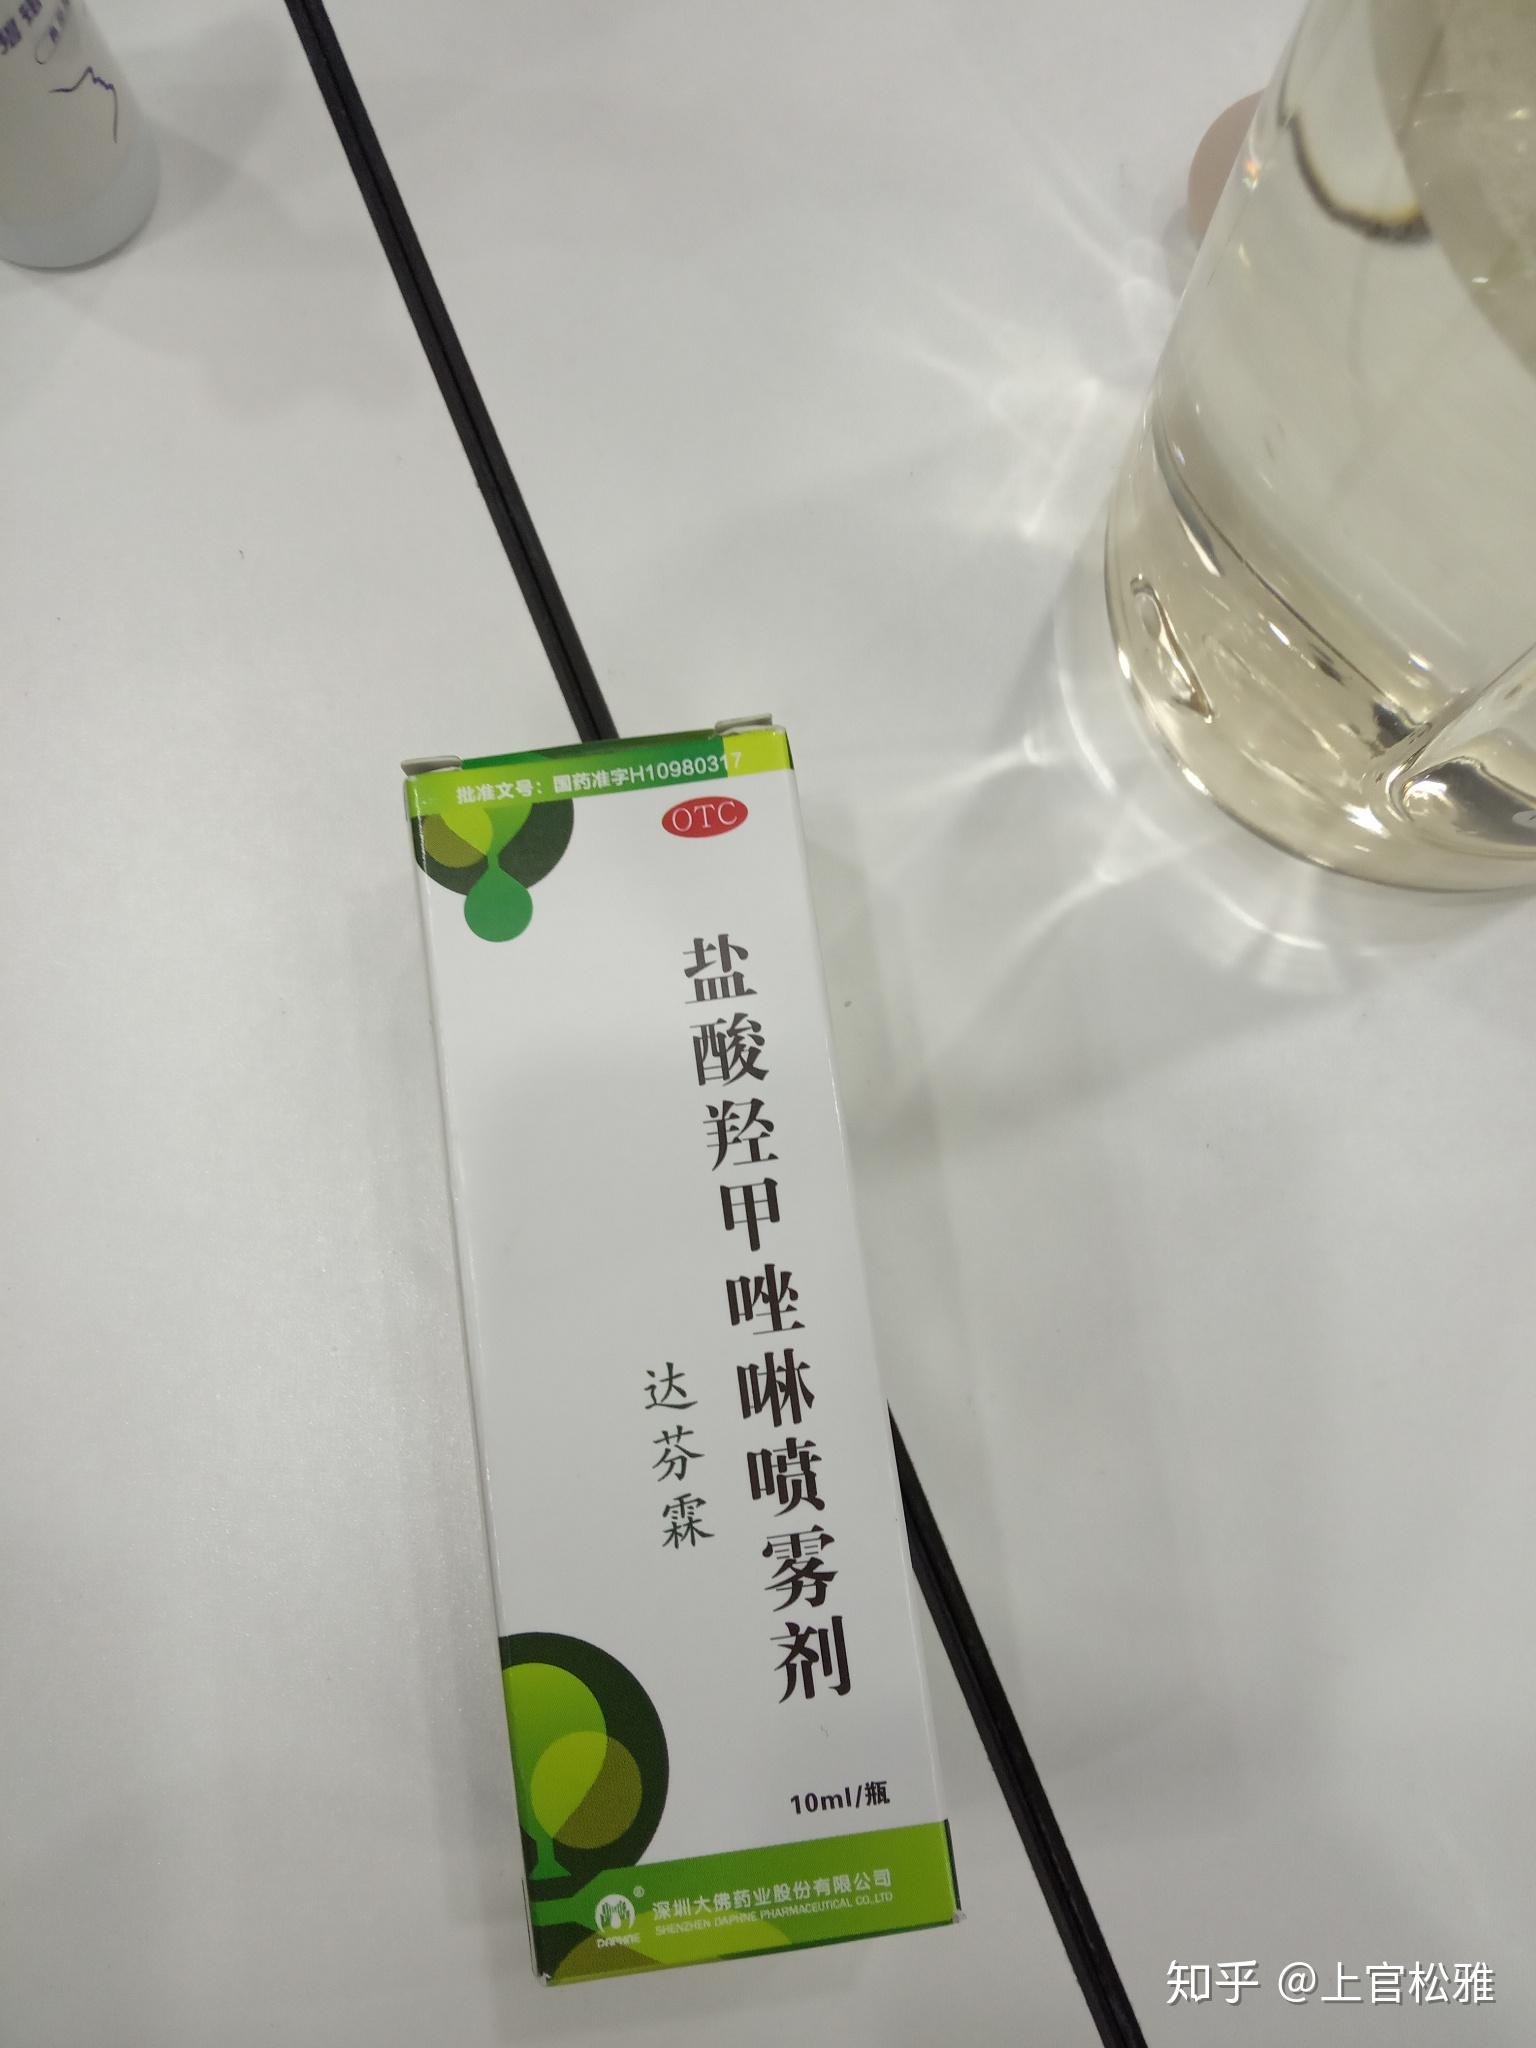 批准文号：国药准字H10980317
OTC
盐酸羟甲唑啉喷雾剂
达芬霖
10ml/瓶
DAPHNE
®
深圳大佛药业股份有限公司
SHENZHEN DAPHNE PHARMACEUTICAL CO.,LTD
知乎 @上官松雅